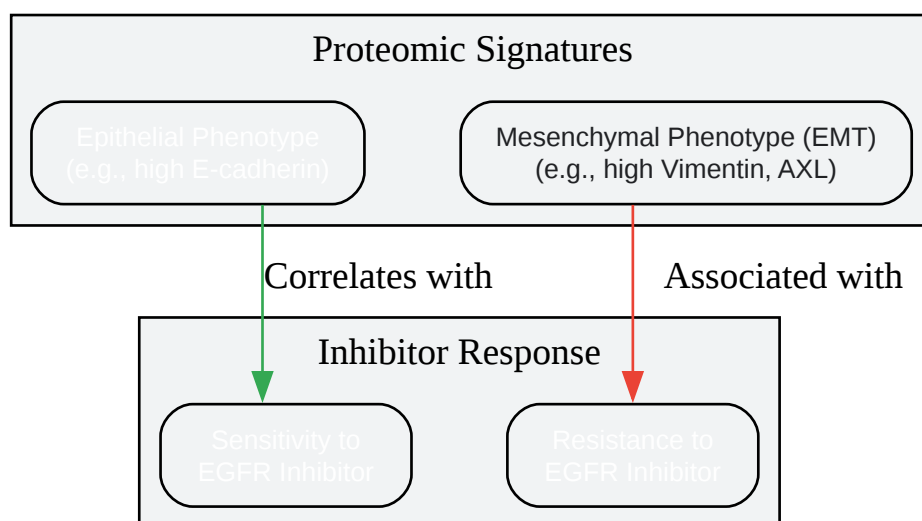 Proteomic Signatures
Epithelial Phenotype
(e.g., high E-cadherin)
Mesenchymal Phenotype (EMT)
(e.g., high Vimentin, AXL)
Correlates with
Associated with
Inhibitor Response
Sensitivity to
EGFR Inhibitor
Resistance to
EGFR Inhibitor